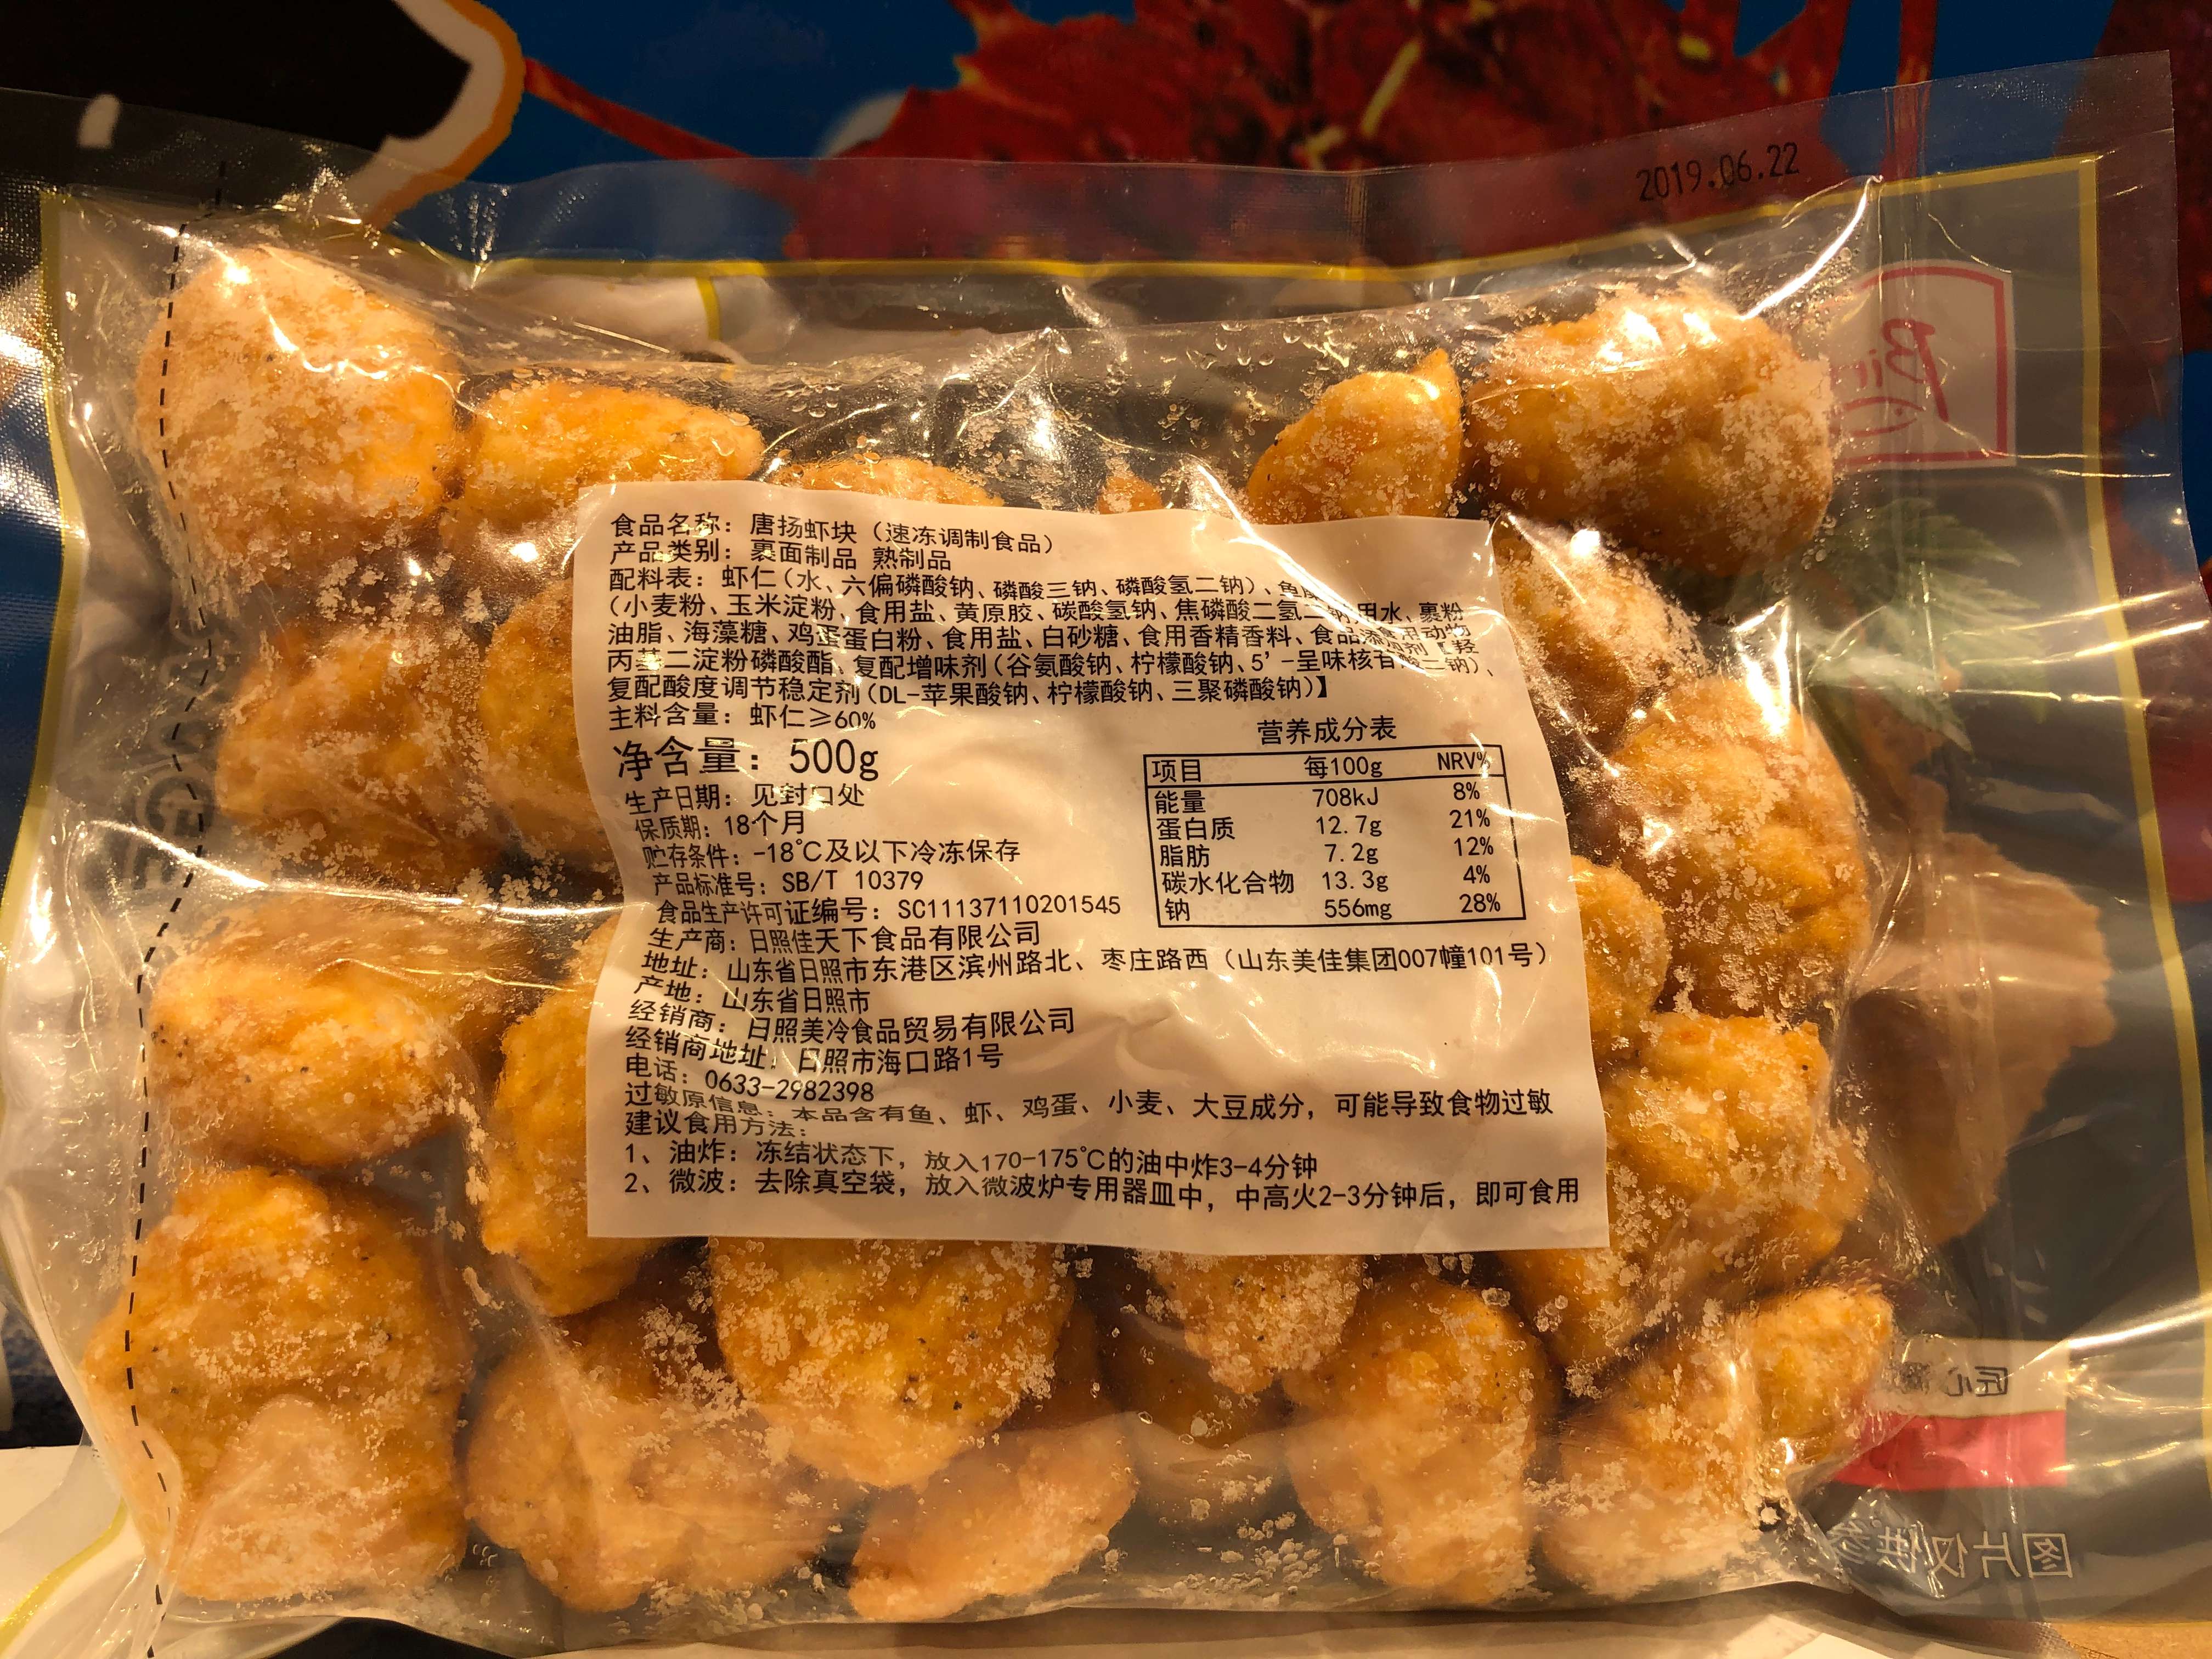 2019.06.22
食品名称：唐扬虾块（速冻调制食品）
产品类别：裹面制品 熟制品
配料表：虾仁（水、六偏磷酸钠、磷酸三钠、磷酸氢二钠）、鱼
（小麦粉、玉米淀粉、食用盐、黄原胶、碳酸氢钠、焦磷酸二氢二钠 用水、裹粉
油脂、海藻糖、鸡蛋蛋白粉、食用盐、白砂糖、食用香精香料、食品 用动物
丙基二淀粉磷酸酯、复配增味剂（谷氨酸钠、柠檬酸钠、5'-呈味核苷酸二钠）、
复配酸度调节稳定剂（DL-苹果酸钠、柠檬酸钠、三聚磷酸钠）】
主料含量：虾仁≥60%
净含量：500g
生产日期：见封口处
保质期：18个月
贮存条件：-18℃及以下冷冻保存
产品标准号：SB/T 10379
食品生产许可证编号：SC11137110201545
营养成分表
项目 每100g NRV%
能量 708kJ 8%
蛋白质 12.7g 21%
脂肪 7.2g 12%
碳水化合物 13.3g 4%
钠 556mg 28%
生产商：日照佳天下食品有限公司
地址：山东省日照市东港区滨州路北、枣庄路西（山东美佳集团007幢101号）
产地：山东省日照市
经销商：日照美冷食品贸易有限公司
经销商地址：日照市海口路1号
电话：0633-2982398
过敏原信息：本品含有鱼、虾、鸡蛋、小麦、大豆成分，可能导致食物过敏
建议食用方法：
1、油炸：冻结状态下，放入170-175℃的油中炸3-4分钟
2、微波：去除真空袋，放入微波炉专用器皿中，中高火2-3分钟后，即可食用
匠心
图片仅供参